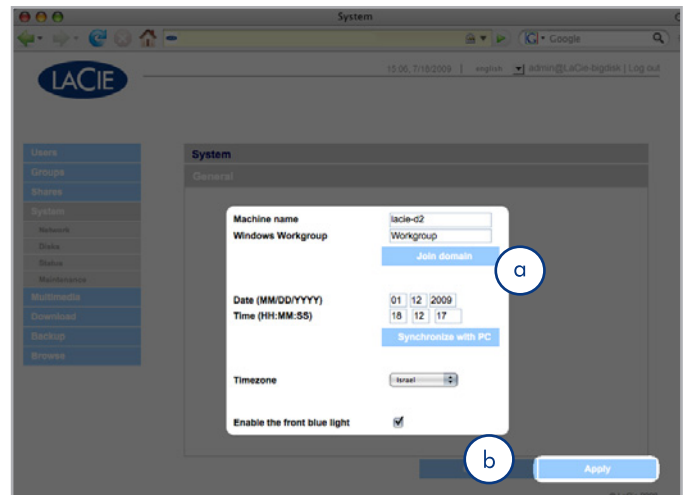 System
Google
LACIE
15:06, 7/16/2009 | english admin@LaCie-bigdisk | Log out
Users
Groups
Shares
System
Network
Disks
Status
Maintenance
Multimedia
Download
Backup
Browse
System
General
Machine name lacie-d2
Windows Workgroup Workgroup
Join domain
a
Date (MM/DD/YYYY) 01 12 2009
Time (HH:MM:SS) 18 12 17
Synchronize with PC
Timezone Israel
Enable the front blue light
b
Apply